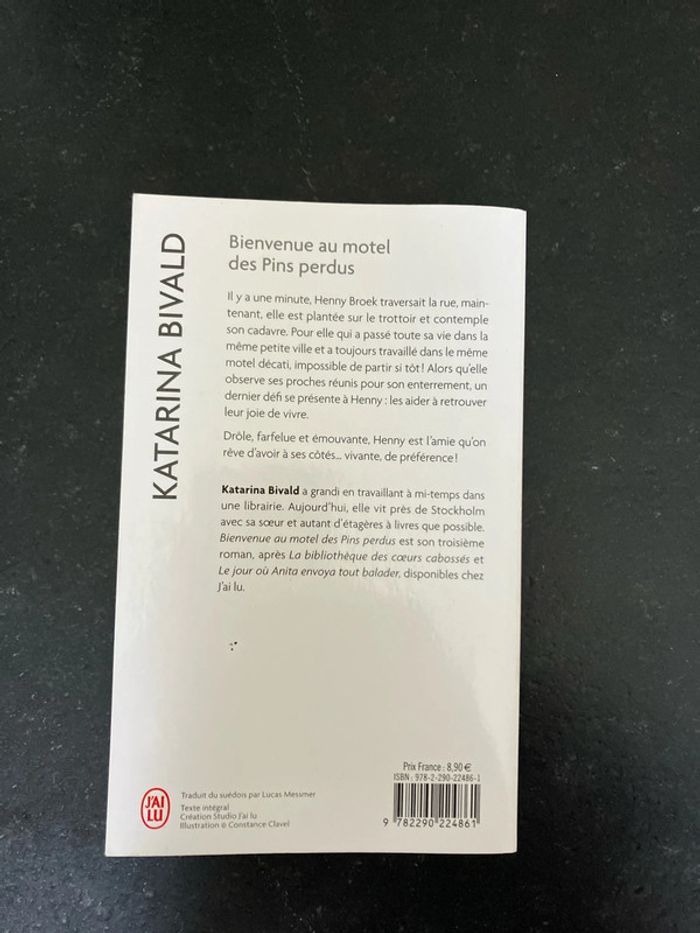 KATARINA BIVALD
Bienvenue au motel
des Pins perdus
Il y a une minute, Henny Broek traversait la rue, main-
tenant, elle est plantée sur le trottoir et contemple
son cadavre. Pour elle qui a passé toute sa vie dans la
même petite ville et a toujours travaillé dans le même
motel décati, impossible de partir si tôt ! Alors qu'elle
observe ses proches réunis pour son enterrement, un
dernier défi se présente à Henny : les aider à retrouver
leur joie de vivre.
Drôle, farfelue et émouvante, Henny est l'amie qu'on
rêve d'avoir à ses côtés... vivante, de préférence !
Katarina Bivald a grandi en travaillant à mi-temps dans
une librairie. Aujourd'hui, elle vit près de Stockholm
avec sa sœur et autant d'étagères à livres que possible.
Bienvenue au motel des Pins perdus est son troisième
roman, après La bibliothèque des cœurs cabossés et
Le jour où Anita envoya tout balader, disponibles chez
J'ai lu.
Prix France : 8,90 €
ISBN : 978-2-290-22486-1
9 782290 224861
J'AI
LU
Traduit du suédois par Lucas Messmer
Texte intégral
Création Studio J'ai lu
Illustration © Constance Clavel